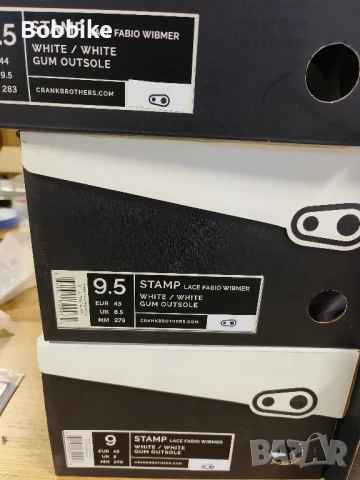 Bobbike
.5 STAMP LACE FABIO WIBMER
44 WHITE / WHITE
9.5 GUM OUTSOLE
283 CRANKBROTHERS.COM
9.5 STAMP LACE FABIO WIBMER
EUR 43 WHITE / WHITE
UK 8.5 GUM OUTSOLE
MM 275 CRANKBROTHERS.COM
9 STAMP LACE FABIO WIBMER
EUR 42 WHITE / WHITE
UK 8 GUM OUTSOLE
MM 270
BAZAR